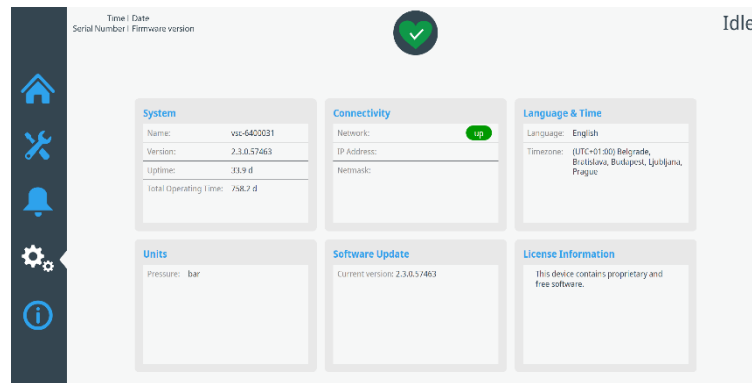 Time | Date
Serial Number | Firmware version
Idle
System
Name: vsc-6400031
Version: 2.3.0.57463
Uptime: 33.9 d
Total Operating Time: 758.2 d
Connectivity
Network: up
IP Address:
Netmask:
Language & Time
Language: English
Timezone: (UTC+01:00) Belgrade,
Bratislava, Budapest, Ljubljana,
Prague
Units
Pressure: bar
Software Update
Current version: 2.3.0.57463
License Information
This device contains proprietary and
free software.